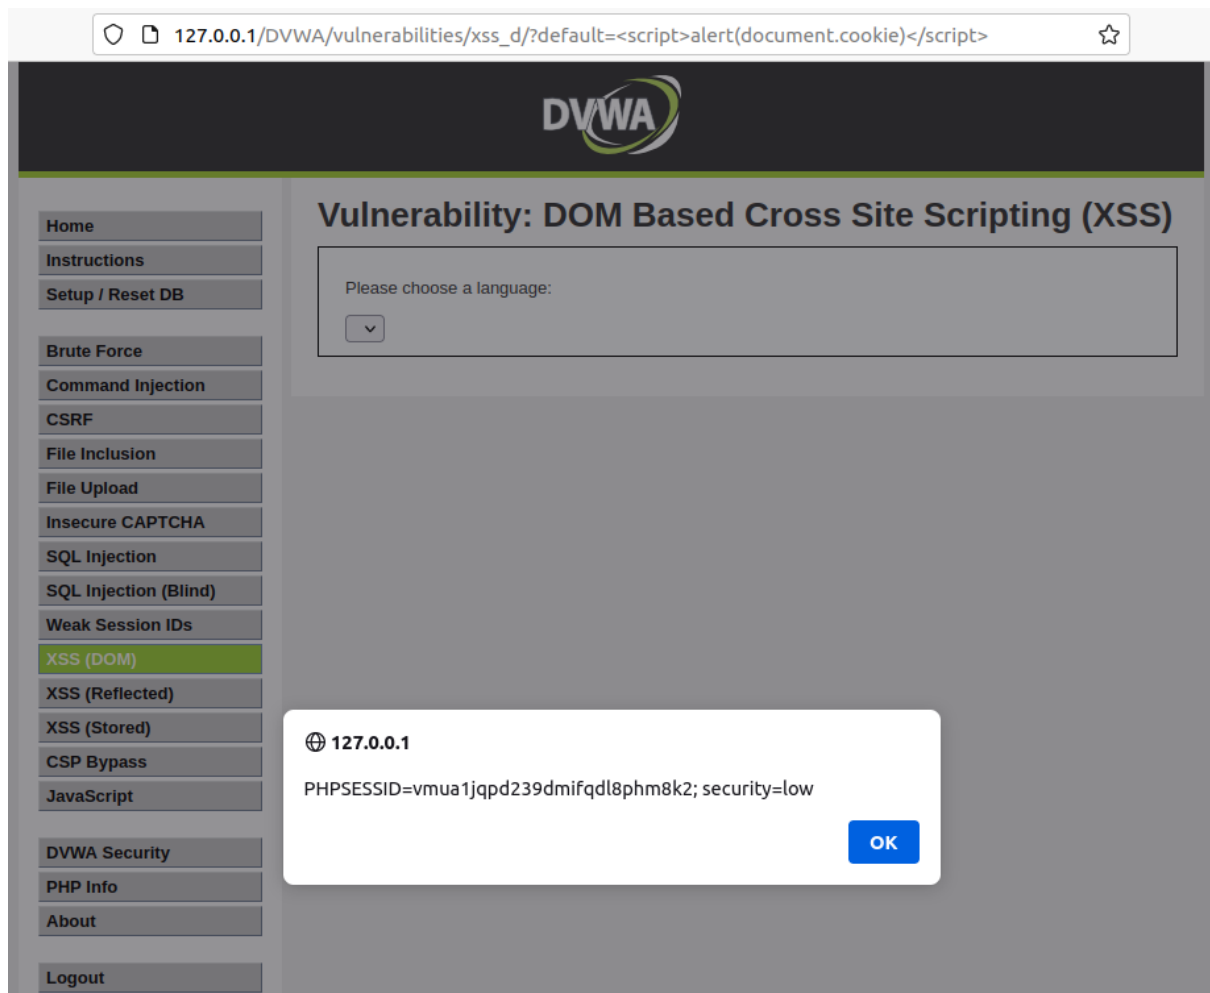 127.0.0.1/DVWA/vulnerabilities/xss_d/?default=<script>alert(document.cookie)</script>
DVWA
Vulnerability: DOM Based Cross Site Scripting (XSS)
Please choose a language:
Home
Instructions
Setup / Reset DB
Brute Force
Command Injection
CSRF
File Inclusion
File Upload
Insecure CAPTCHA
SQL Injection
SQL Injection (Blind)
Weak Session IDs
XSS (DOM)
XSS (Reflected)
XSS (Stored)
CSP Bypass
JavaScript
DVWA Security
PHP Info
About
Logout
127.0.0.1
PHPSESSID=vmua1jqpd239dmifqdl8phm8k2; security=low
OK